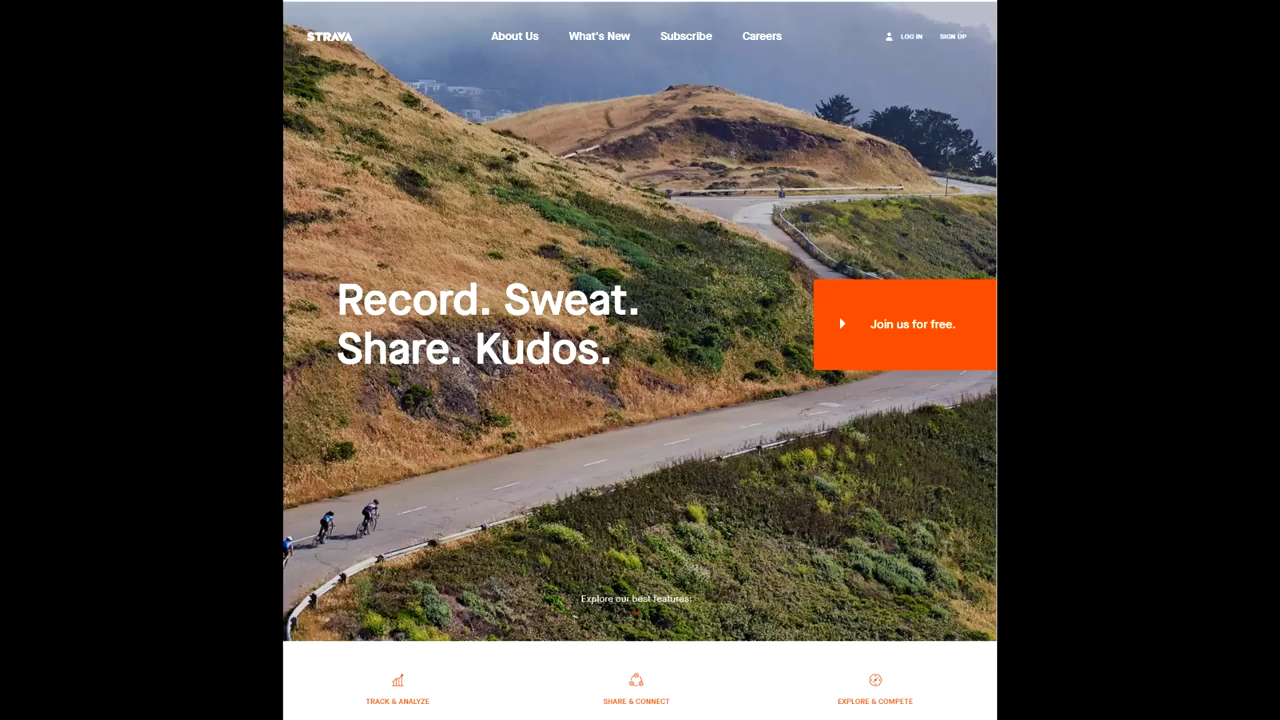 STRAVA
About Us
What's New
Subscribe
Careers
LOG IN
SIGN UP
Record. Sweat.
Share. Kudos.
Join us for free.
Explore our best features:
TRACK & ANALYZE
SHARE & CONNECT
EXPLORE & COMPETE